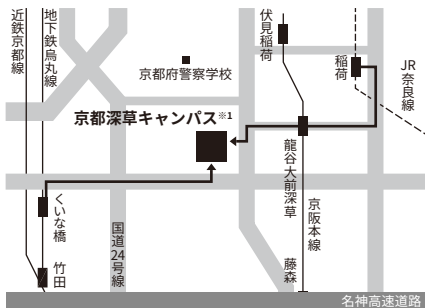 近鉄京都線
地下鉄烏丸線
伏見稲荷
稲荷
JR奈良線
京都府警察学校
京都深草キャンパス※1
龍谷大前深草
京阪本線
くいな橋
国道24号線
竹田
藤森
名神高速道路